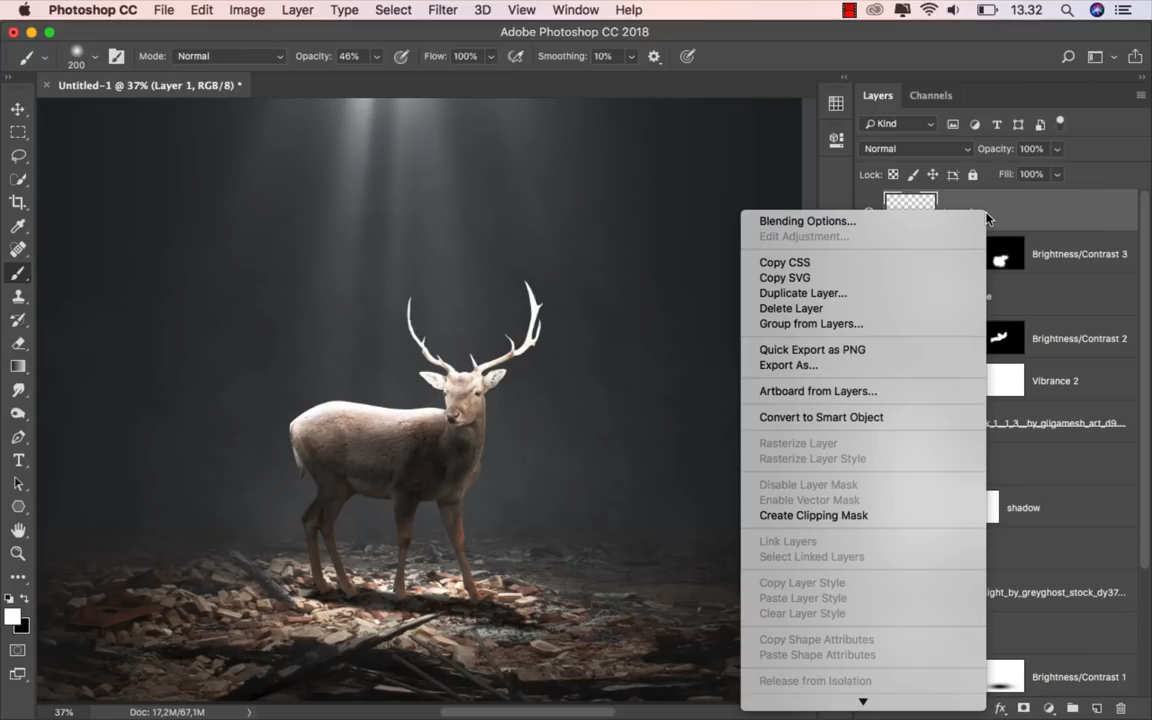 Photoshop CC File Edit Image Layer Type Select Filter 3D View Window Help 13.32
Adobe Photoshop CC 2018
200 Mode: Normal Opacity: 46% Flow: 100% Smoothing: 10%
Untitled-1 @ 37% (Layer 1, RGB/8) *
Layers Channels
Kind
Normal Opacity: 100%
Lock: Fill: 100%
Blending Options...
Edit Adjustment...
Copy CSS
Copy SVG
Duplicate Layer...
Delete Layer
Group from Layers...
Quick Export as PNG
Export As...
Artboard from Layers...
Convert to Smart Object
Rasterize Layer
Rasterize Layer Style
Disable Layer Mask
Enable Vector Mask
Create Clipping Mask
Link Layers
Select Linked Layers
Copy Layer Style
Paste Layer Style
Clear Layer Style
Copy Shape Attributes
Paste Shape Attributes
Release from Isolation
Brightness/Contrast 3
e
Brightness/Contrast 2
Vibrance 2
k_1__1_3__by_gilgamesh_art_d9...
shadow
light_by_greyghost_stock_dy37...
Brightness/Contrast 1
37% Doc: 17,2M/67,1M